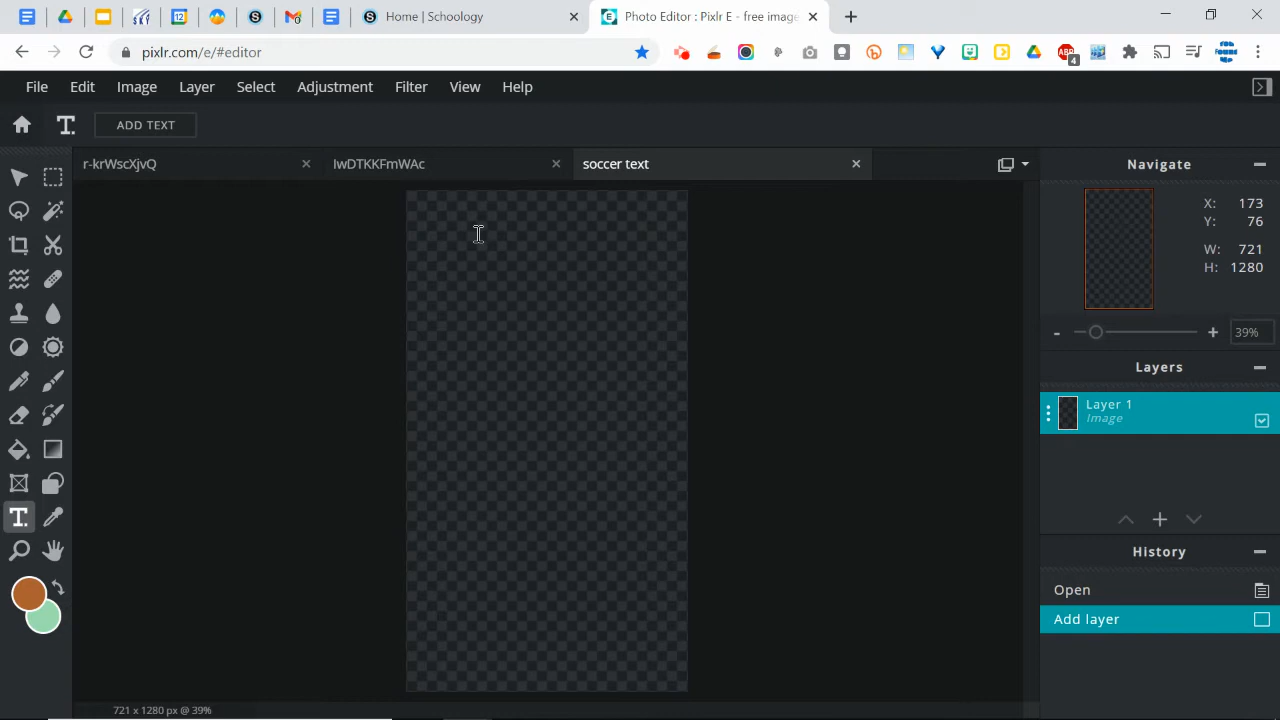 Home | Schoology
Photo Editor : Pixlr E - free image
pixlr.com/e/#editor
4
File Edit Image Layer Select Adjustment Filter View Help
T. ADD TEXT
r-krWscXjvQ
IwDTKKFmWAc
soccer text
Navigate
X: 173
Y: 76
W: 721
H: 1280
39%
Layers
Layer 1
Image
History
Open
Add layer
721 x 1280 px @ 39%